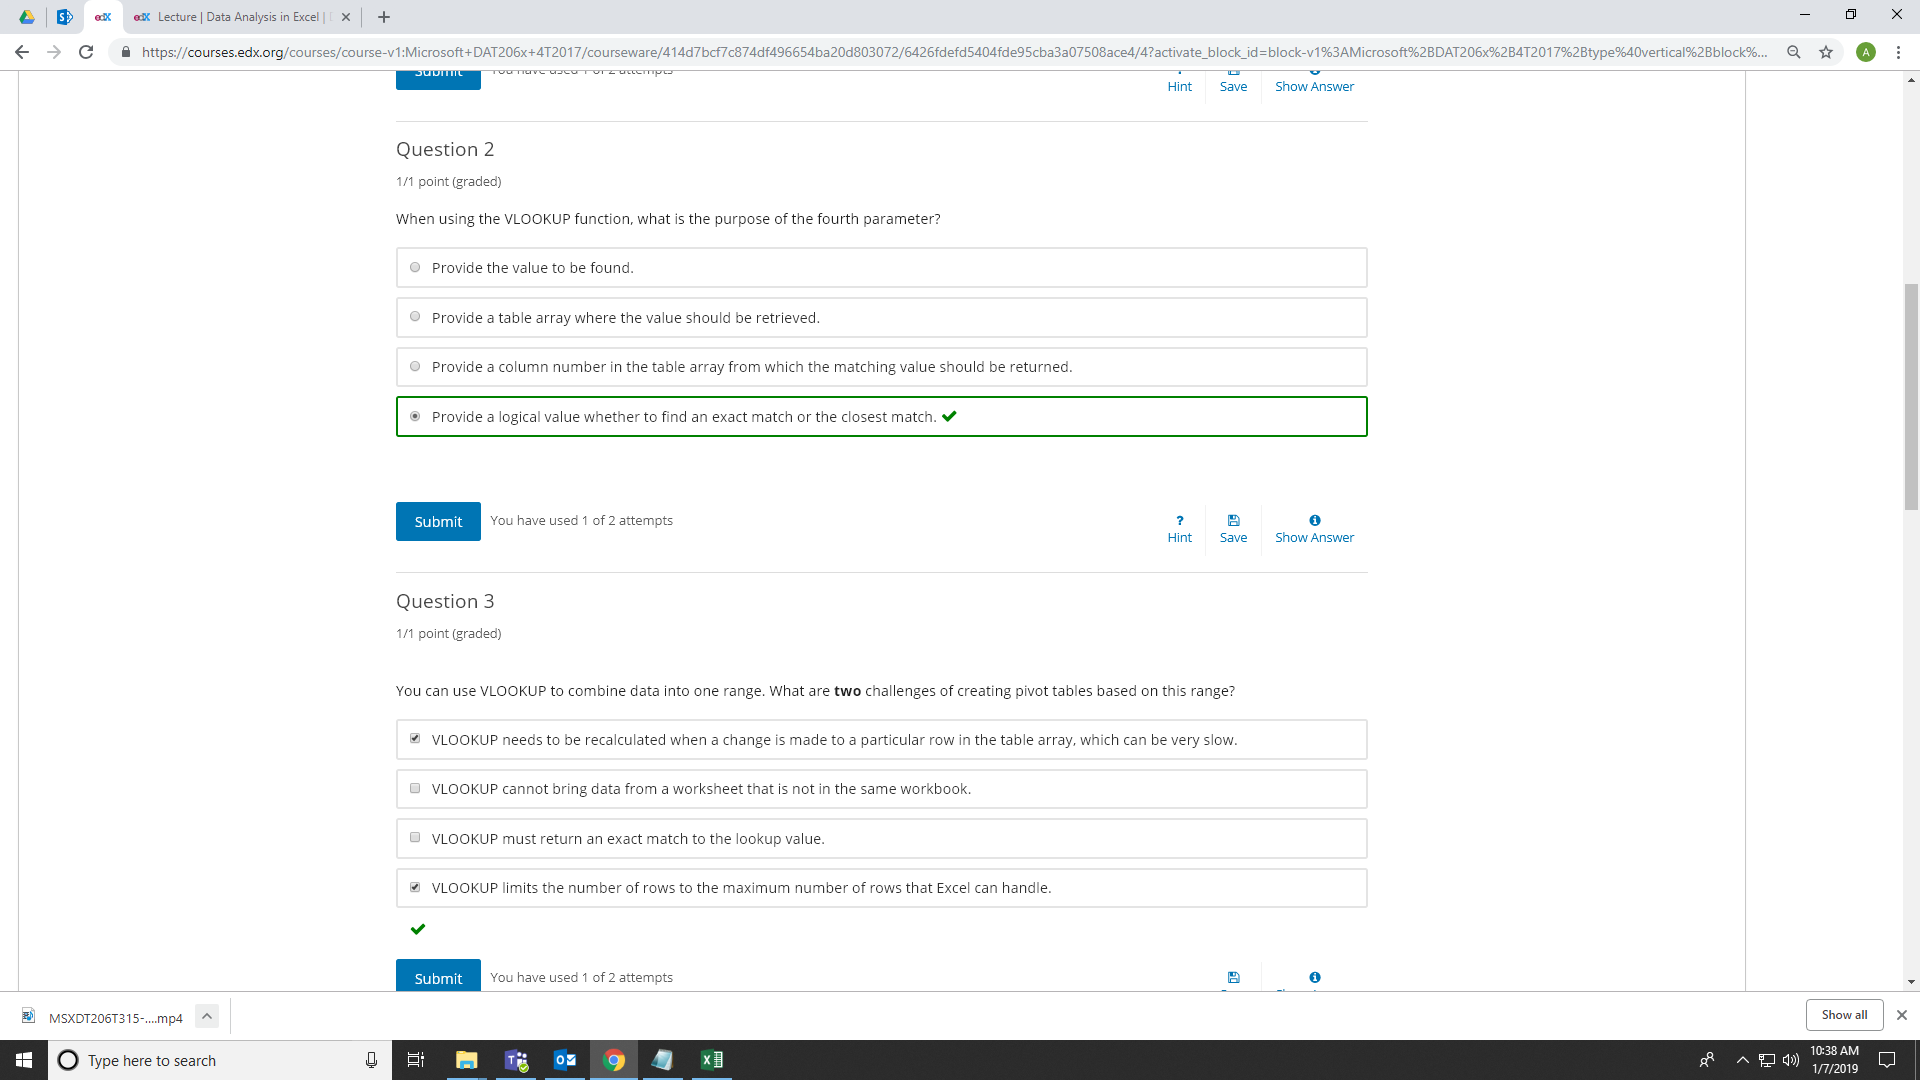 edX
edX Lecture | Data Analysis in Excel |
https://courses.edx.org/courses/course-v1:Microsoft+DAT206x+4T2017/courseware/414d7bcf7c874df496654ba20d803072/6426fdefd5404fde95cba3a07508ace4/4?activate_block_id=block-v1%3AMicrosoft%2BDAT206x%2B4T2017%2Btype%40vertical%2Bblock%... A
Submit You have used 1 of 2 attempts
Hint Save Show Answer
Question 2
1/1 point (graded)
When using the VLOOKUP function, what is the purpose of the fourth parameter?
Provide the value to be found.
Provide a table array where the value should be retrieved.
Provide a column number in the table array from which the matching value should be returned.
Provide a logical value whether to find an exact match or the closest match.
Submit You have used 1 of 2 attempts
? Hint Save Show Answer
Question 3
1/1 point (graded)
You can use VLOOKUP to combine data into one range. What are two challenges of creating pivot tables based on this range?
VLOOKUP needs to be recalculated when a change is made to a particular row in the table array, which can be very slow.
VLOOKUP cannot bring data from a worksheet that is not in the same workbook.
VLOOKUP must return an exact match to the lookup value.
VLOOKUP limits the number of rows to the maximum number of rows that Excel can handle.
Submit You have used 1 of 2 attempts
MSXDT206T315-....mp4
Show all
Type here to search
10:38 AM
1/7/2019